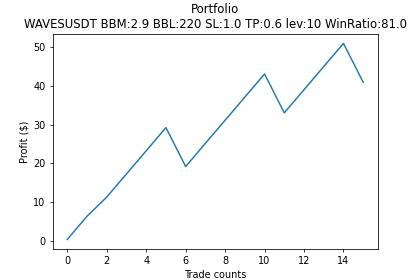 Portfolio
WAVESUSDT BBM:2.9 BBL:220 SL:1.0 TP:0.6 lev:10 WinRatio:81.0
50
40
30
20
10
0
Profit ($)
0 2 4 6 8 10 12 14
Trade counts